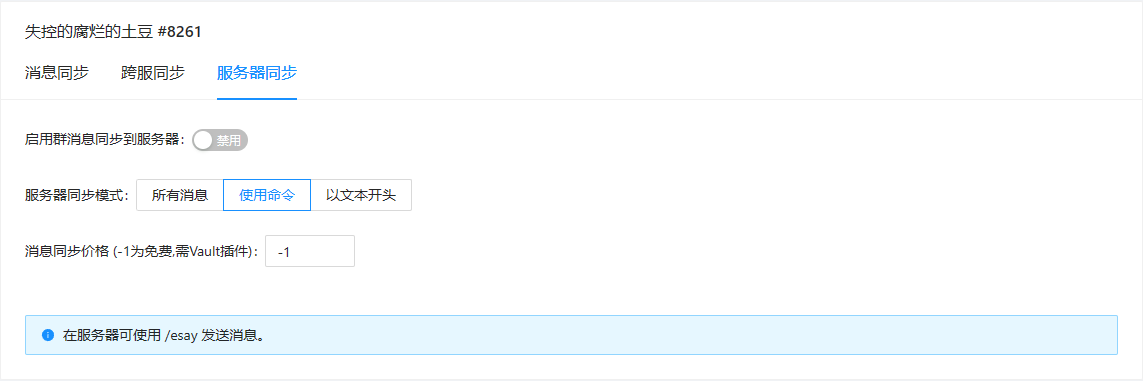 失控的腐烂的土豆 #8261
消息同步 跨服同步 服务器同步
启用群消息同步到服务器: 禁用
服务器同步模式: 所有消息 使用命令 以文本开头
消息同步价格 (-1为免费,需Vault插件): -1
在服务器可使用 /esay 发送消息。